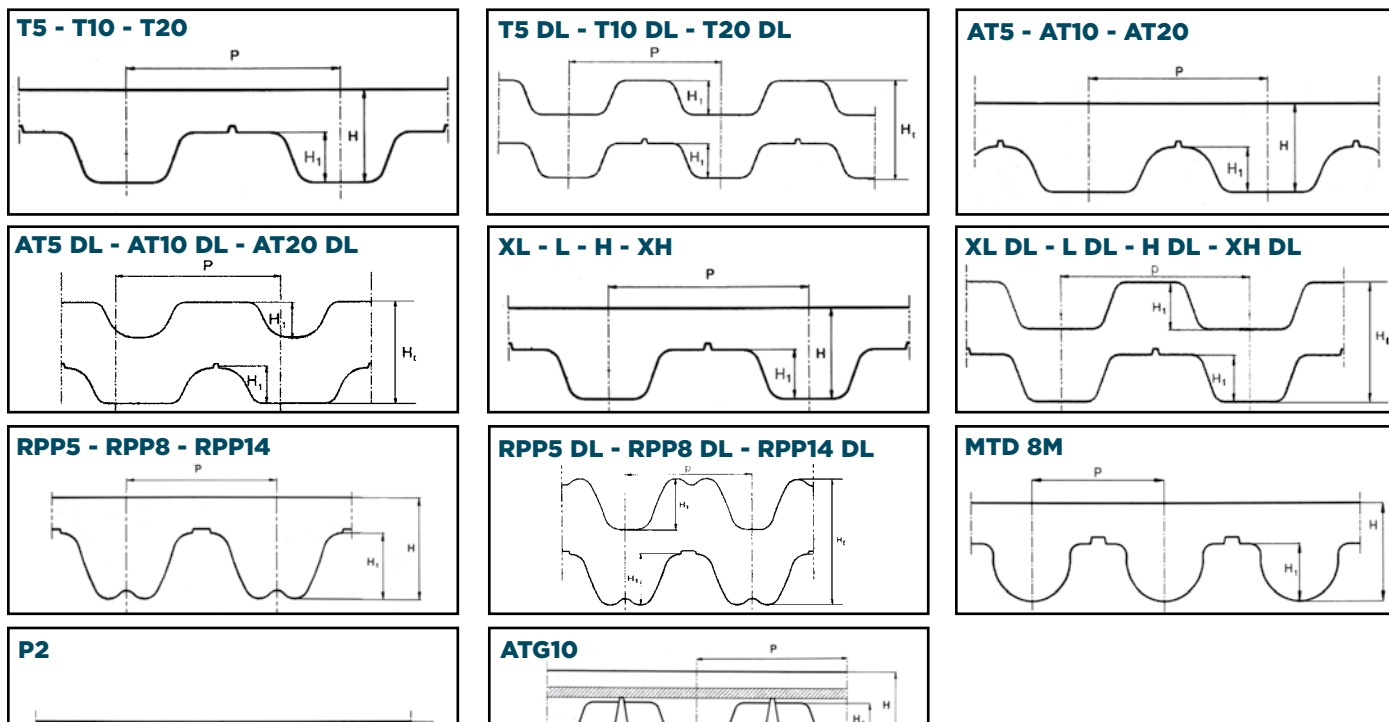 T5 - T10 - T20
P
H
H₁
T5 DL - T10 DL - T20 DL
P
H₁
Hₜ
H₁
AT5 - AT10 - AT20
P
H
H₁
AT5 DL - AT10 DL - AT20 DL
P
H₁
Hₜ
H₁
XL - L - H - XH
P
H
H₁
XL DL - L DL - H DL - XH DL
p
H₁
Hₜ
H₁
RPP5 - RPP8 - RPP14
P
H
H₁
RPP5 DL - RPP8 DL - RPP14 DL
p
H₁
Hₜ
H₁
MTD 8M
P
H
H₁
P2
ATG10
P
H